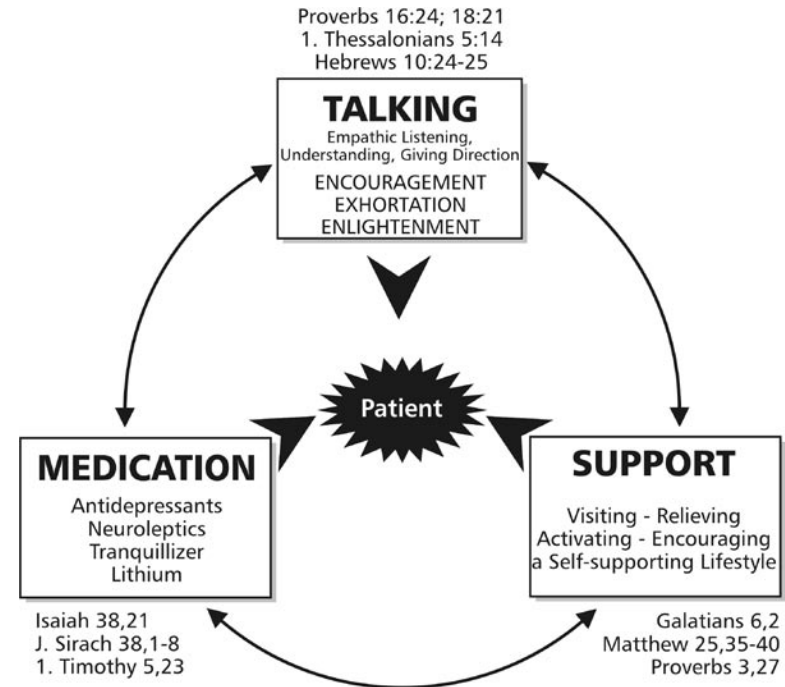 Proverbs 16:24; 18:21
1. Thessalonians 5:14
Hebrews 10:24-25
TALKING
Empathic Listening,
Understanding, Giving Direction
ENCOURAGEMENT
EXHORTATION
ENLIGHTENMENT
Patient
MEDICATION
Antidepressants
Neuroleptics
Tranquillizer
Lithium
Isaiah 38,21
J. Sirach 38,1-8
1. Timothy 5,23
SUPPORT
Visiting - Relieving
Activating - Encouraging
a Self-supporting Lifestyle
Galatians 6,2
Matthew 25,35-40
Proverbs 3,27